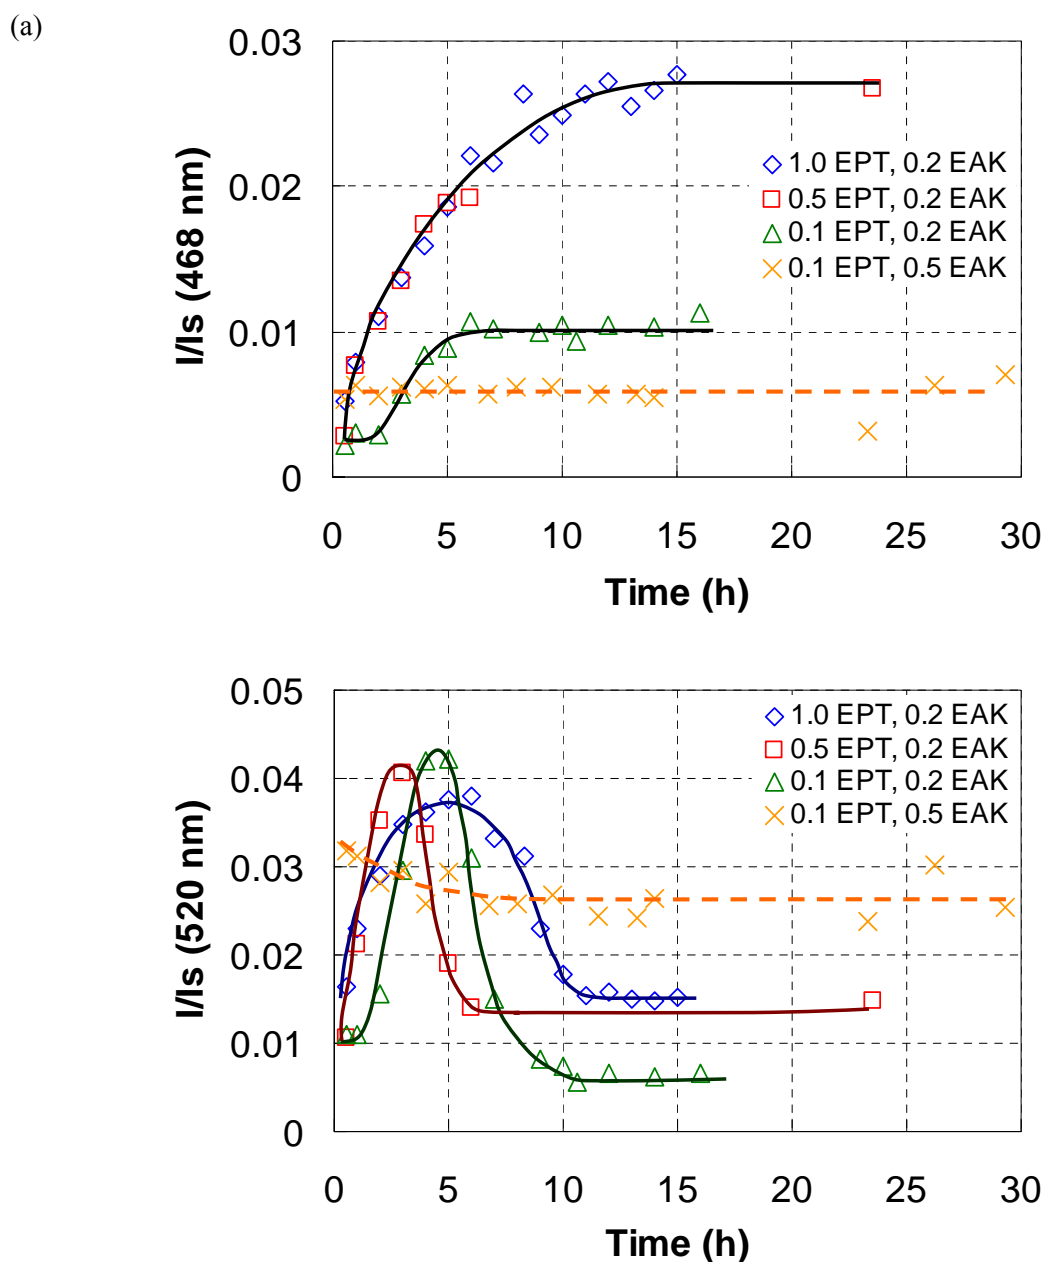 (a)
0.03
0.02
0.01
0
I/Is (468 nm)
1.0 EPT, 0.2 EAK
0.5 EPT, 0.2 EAK
0.1 EPT, 0.2 EAK
0.1 EPT, 0.5 EAK
0 5 10 15 20 25 30
Time (h)
0.05
0.04
0.03
0.02
0.01
0
I/Is (520 nm)
1.0 EPT, 0.2 EAK
0.5 EPT, 0.2 EAK
0.1 EPT, 0.2 EAK
0.1 EPT, 0.5 EAK
0 5 10 15 20 25 30
Time (h)